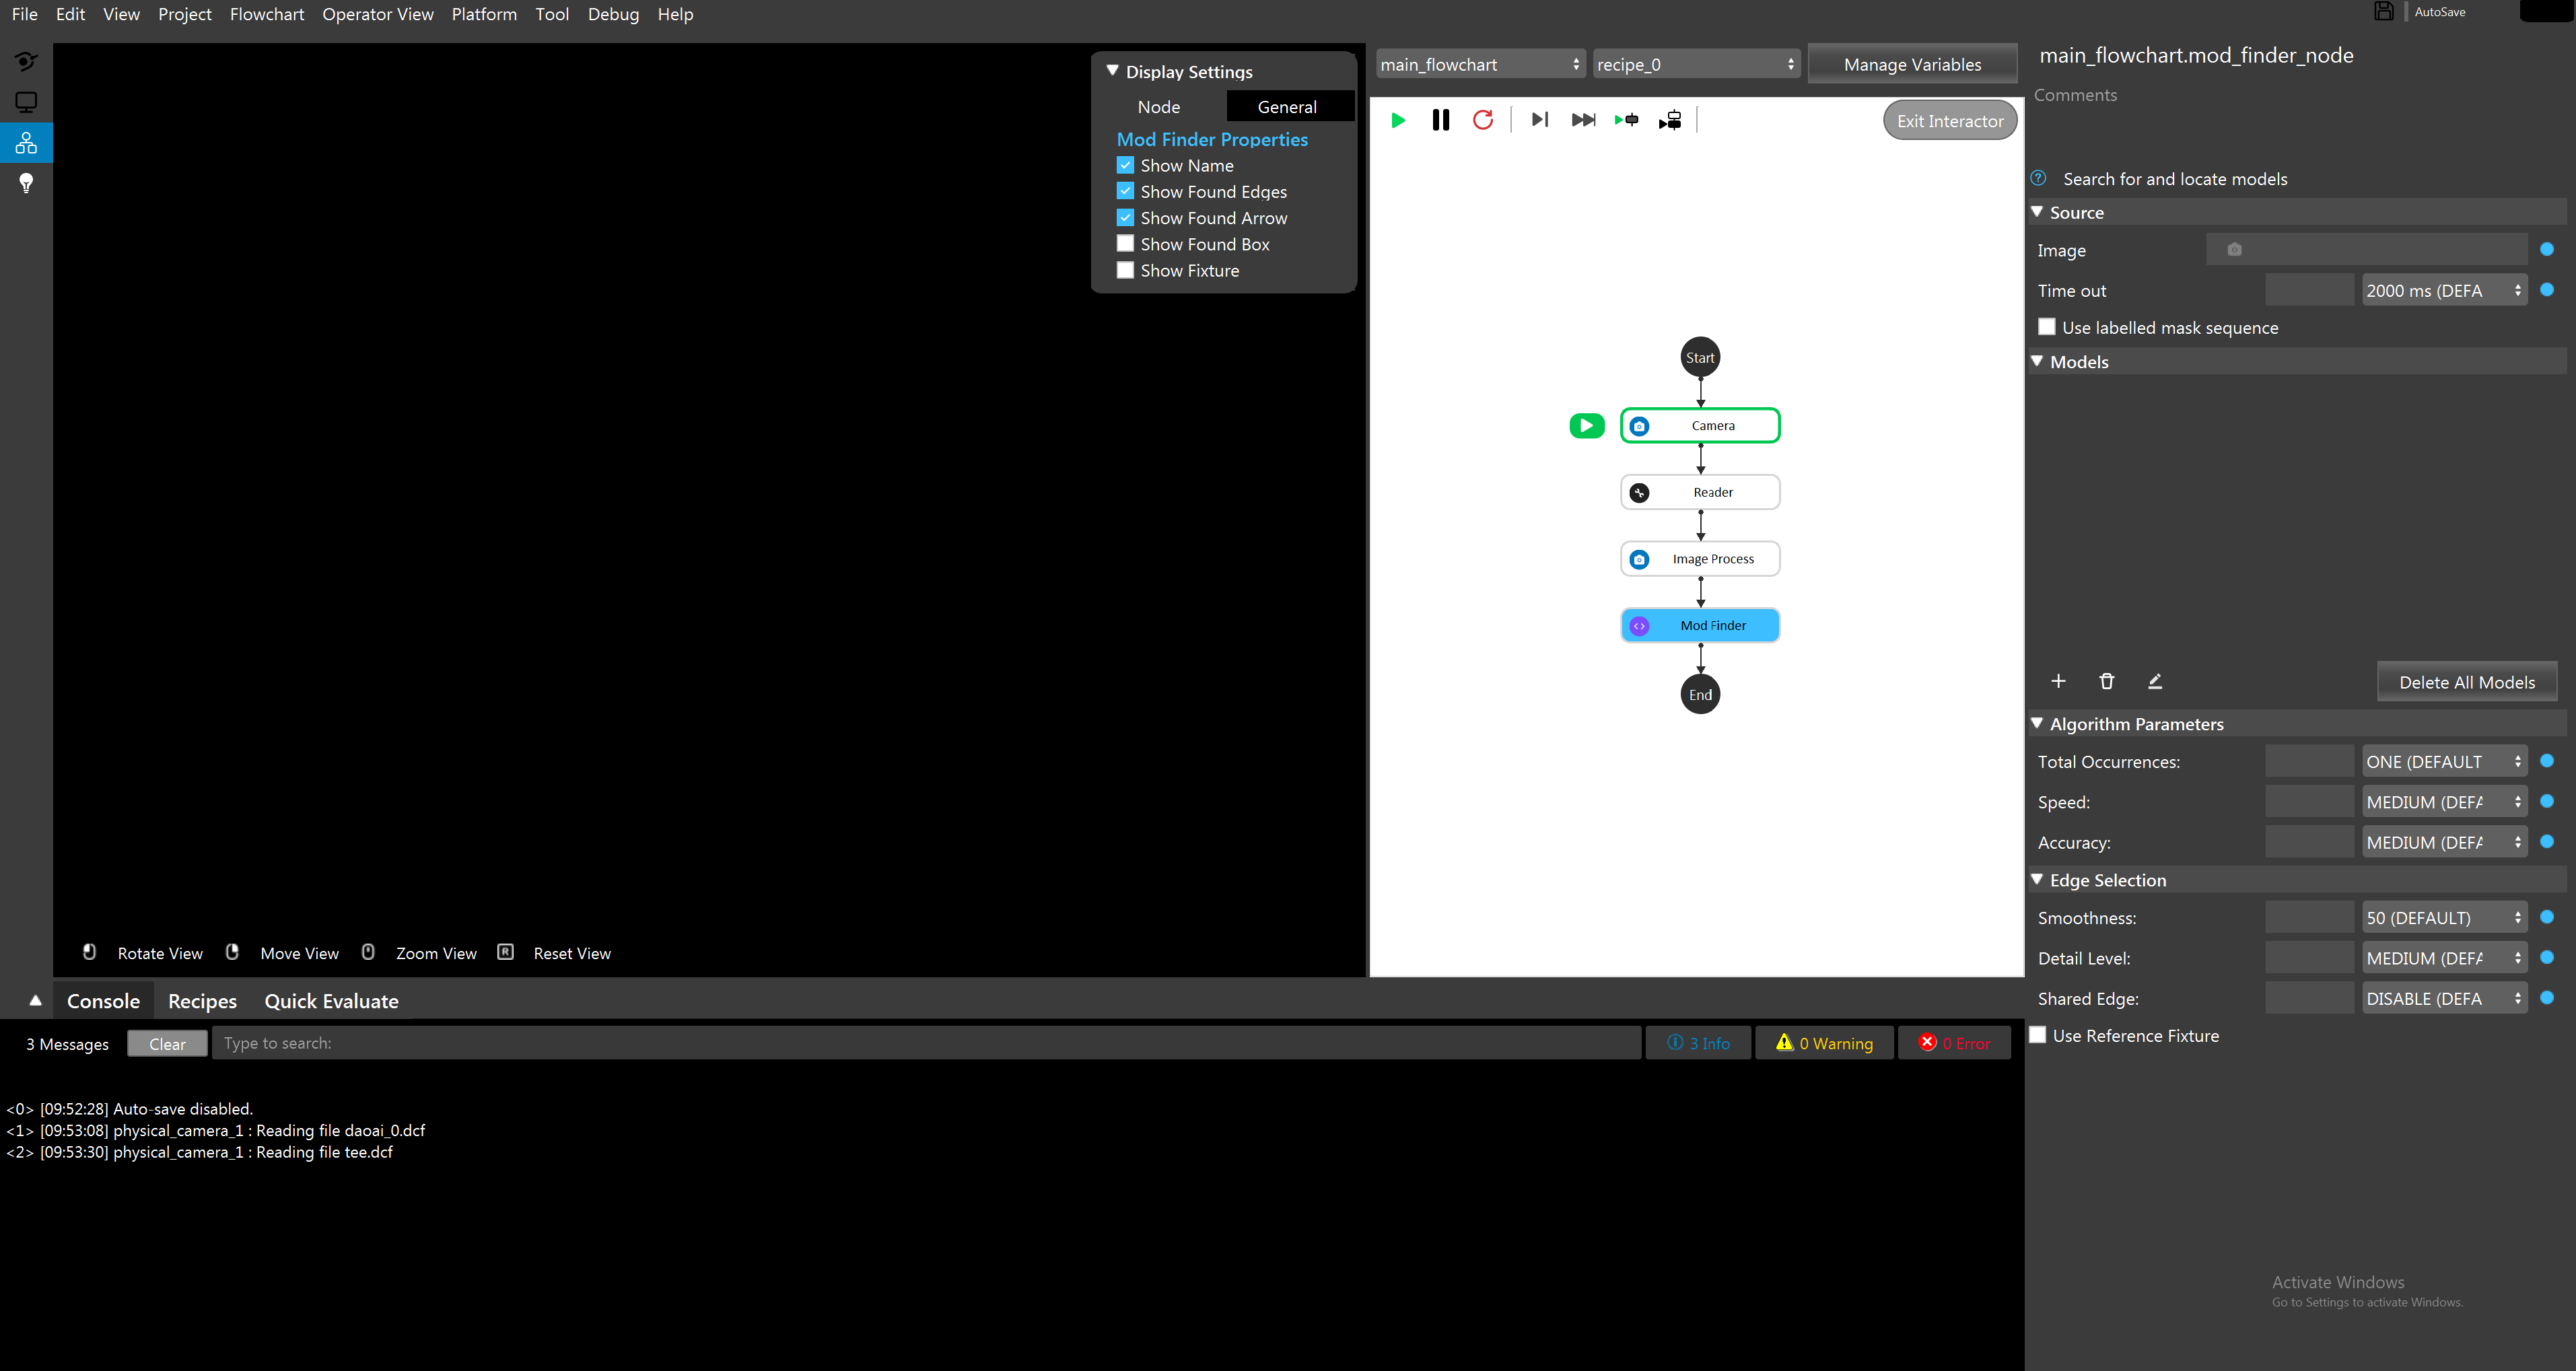 File Edit View Project Flowchart Operator View Platform Tool Debug Help
AutoSave
Display Settings
Node General
Mod Finder Properties
Show Name
Show Found Edges
Show Found Arrow
Show Found Box
Show Fixture
Rotate View Move View Zoom View R Reset View
main_flowchart recipe_0 Manage Variables
Exit Interactor
Start
Camera
Reader
Image Process
Mod Finder
End
main_flowchart.mod_finder_node
Comments
? Search for and locate models
Source
Image
Time out 2000 ms (DEFA
Use labelled mask sequence
Models
Delete All Models
Algorithm Parameters
Total Occurrences: ONE (DEFAULT
Speed: MEDIUM (DEFA
Accuracy: MEDIUM (DEFA
Edge Selection
Smoothness: 50 (DEFAULT)
Detail Level: MEDIUM (DEFA
Shared Edge: DISABLE (DEFA
Use Reference Fixture
Console Recipes Quick Evaluate
3 Messages Clear Type to search: 3 Info 0 Warning 0 Error
<0> [09:52:28] Auto-save disabled.
<1> [09:53:08] physical_camera_1 : Reading file daoai_0.dcf
<2> [09:53:30] physical_camera_1 : Reading file tee.dcf
Activate Windows
Go to Settings to activate Windows.